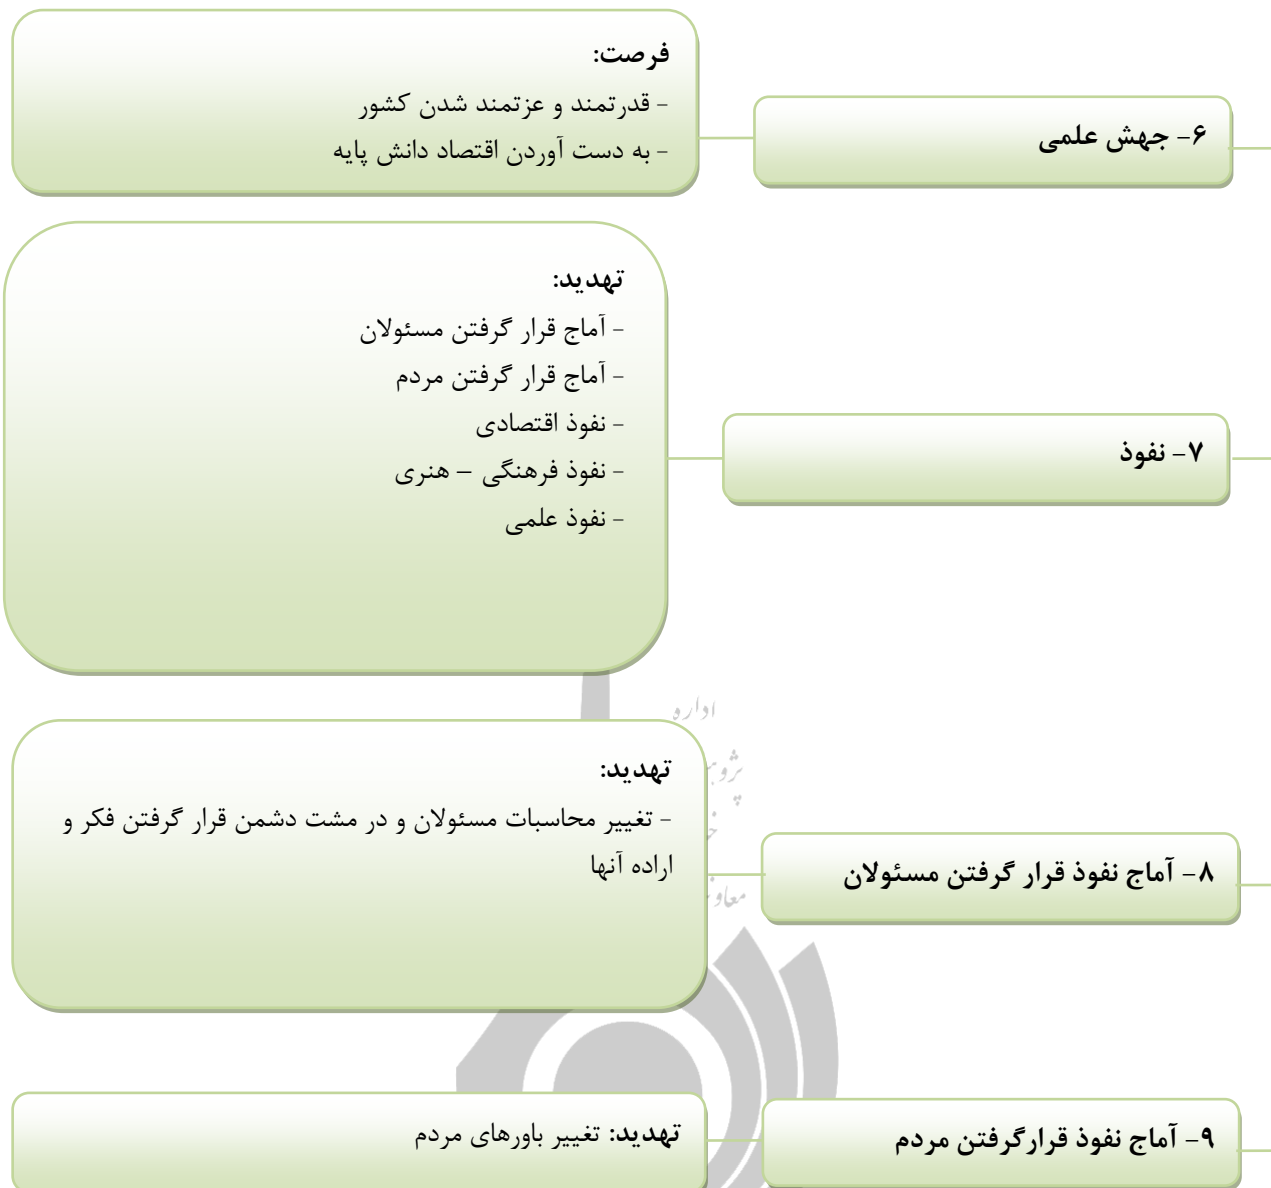 ۶- جهش علمی
فرصت:
- قدرتمند و عزتمند شدن کشور
- به دست آوردن اقتصاد دانش پایه
۷- نفوذ
تهدید:
- آماج قرار گرفتن مسئولان
- آماج قرار گرفتن مردم
- نفوذ اقتصادی
- نفوذ فرهنگی – هنری
- نفوذ علمی
اداره
۸- آماج نفوذ قرار گرفتن مسئولان
تهدید:
- تغییر محاسبات مسئولان و در مشت دشمن قرار گرفتن فکر و
اراده آنها
۹- آماج نفوذ قرارگرفتن مردم
تهدید: تغییر باورهای مردم